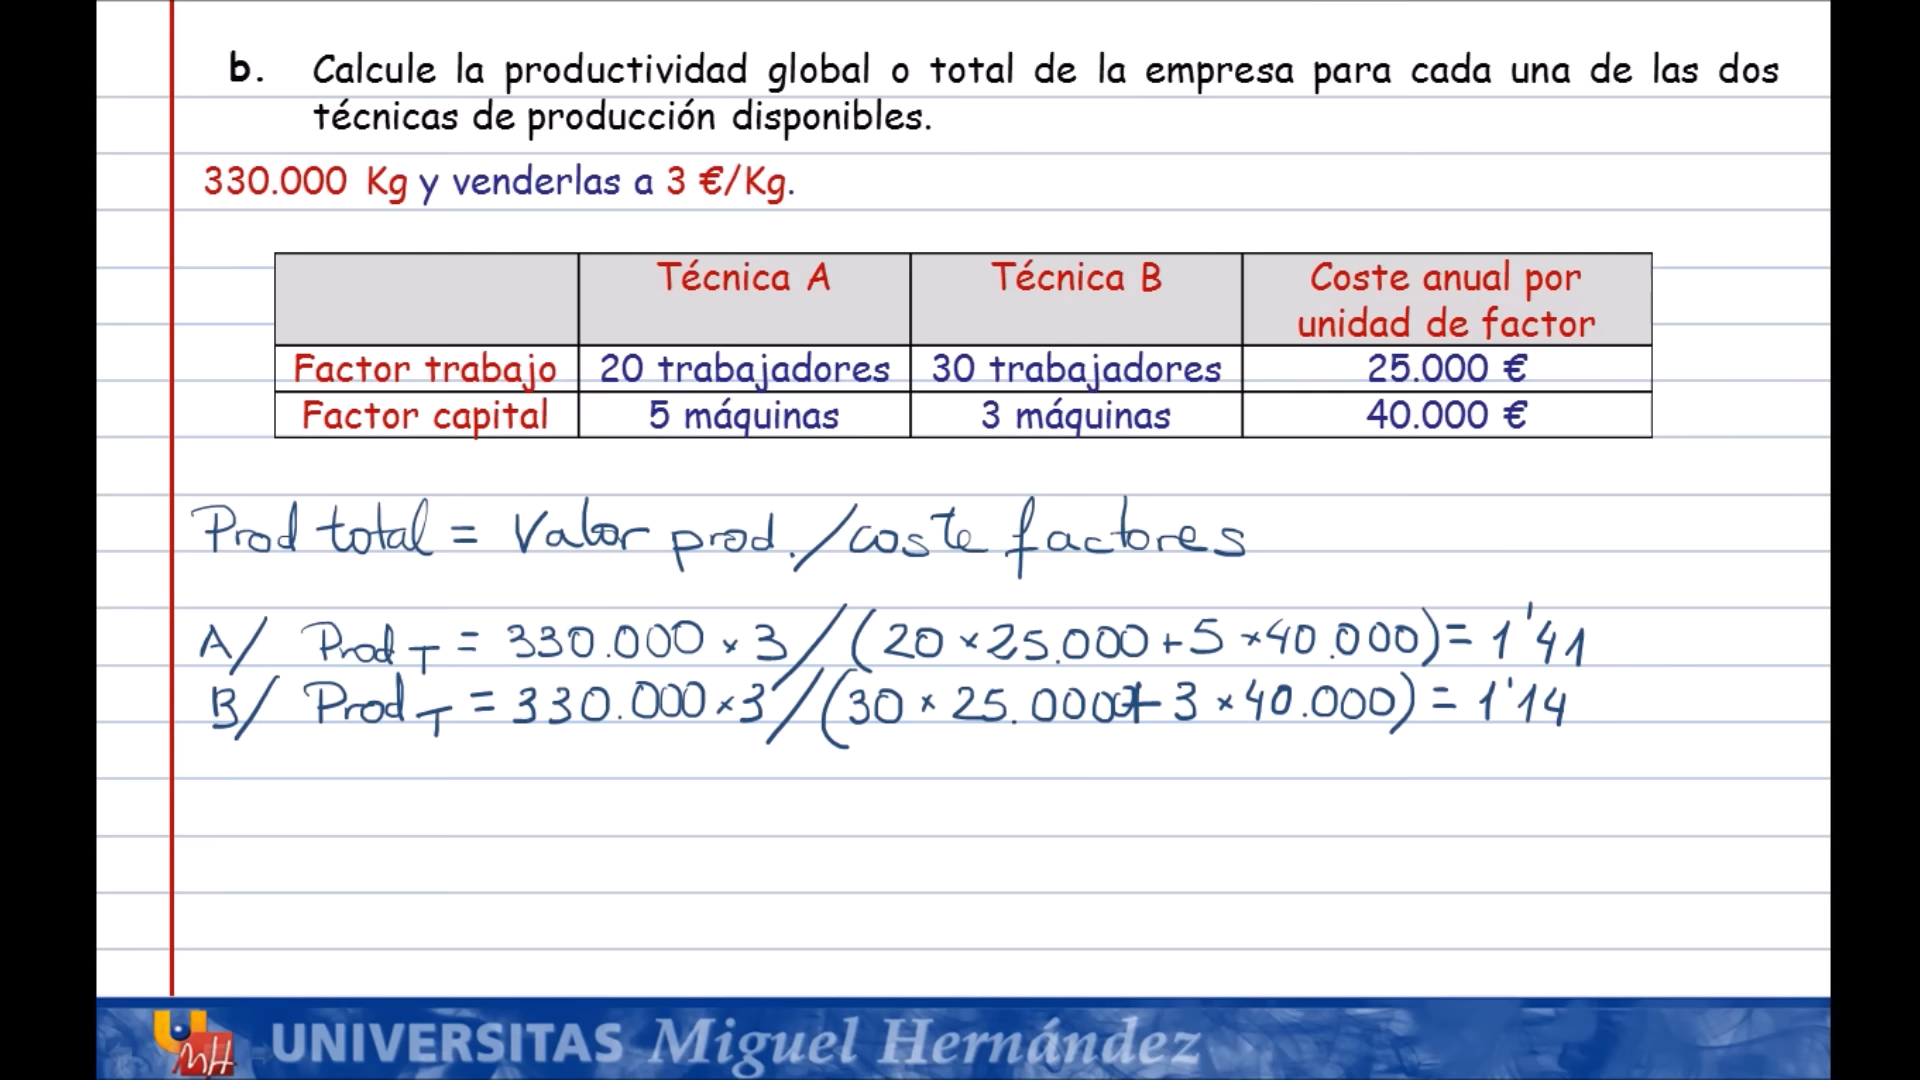 b. Calcule la productividad global o total de la empresa para cada una de las dos
técnicas de producción disponibles.
330.000 Kg y venderlas a 3 €/Kg.
Técnica A Técnica B Coste anual por
unidad de factor
Factor trabajo 20 trabajadores 30 trabajadores 25.000 €
Factor capital 5 máquinas 3 máquinas 40.000 €
Prod total = Valor prod./coste factores
A/ Prod T = 330.000 × 3 / (20 × 25.000 + 5 × 40.000) = 1'41
B/ Prod T = 330.000 × 3 / (30 × 25.000 + 3 × 40.000) = 1'14
UMH UNIVERSITAS Miguel Hernández